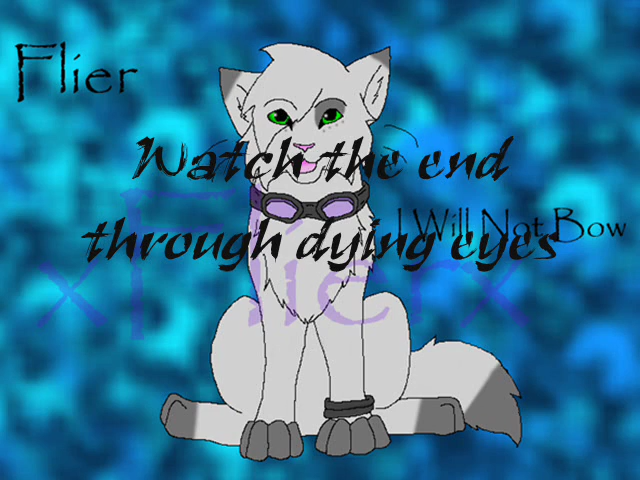 Flier
Watch the end
I Will Not Bow
through dying eyes
xFlierx